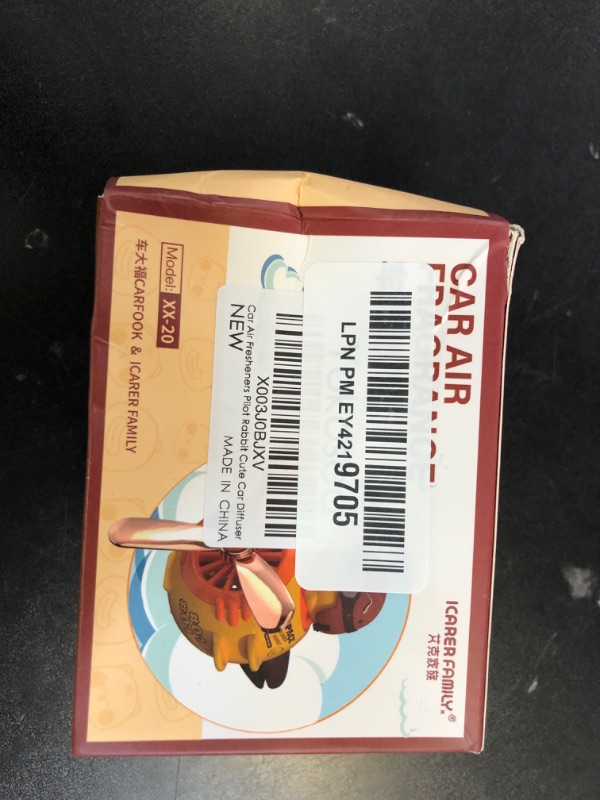 CAR AIR
FRAGRANCE
ICARER FAMILY®
艾克家族
LPN PM EY4219705
X003J0BJXV
Car Air Fresheners Pilot Rabbit Cute Car Diffuser
NEW
MADE IN CHINA
Model: XX-20
车大福CARFOOK & ICARER FAMILY